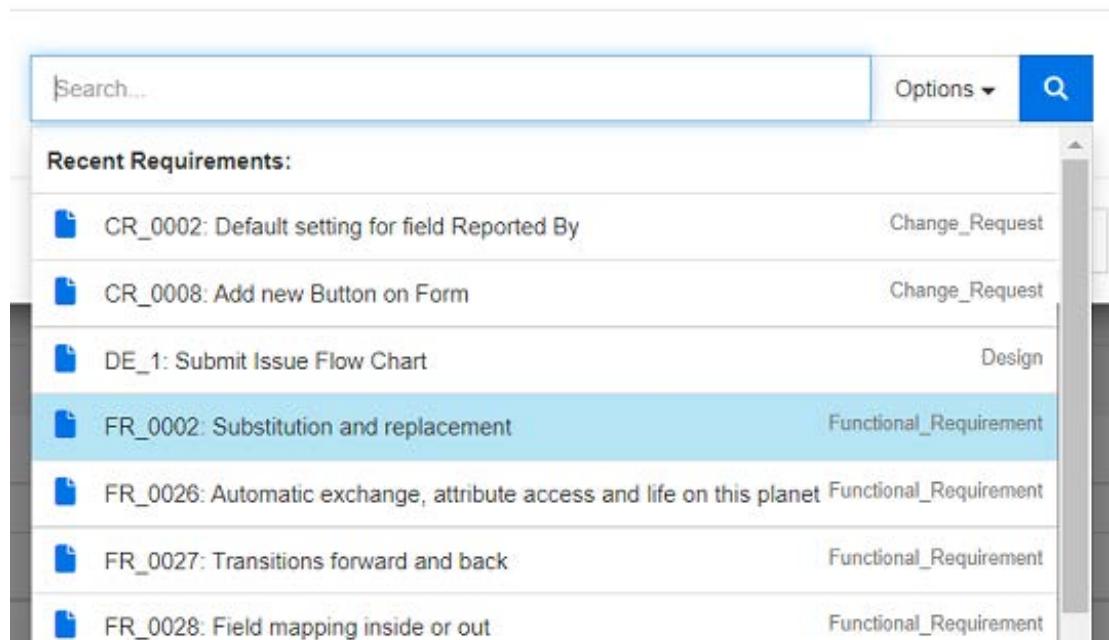 Search...
Options
Recent Requirements:
CR_0002: Default setting for field Reported By Change_Request
CR_0008: Add new Button on Form Change_Request
DE_1: Submit Issue Flow Chart Design
FR_0002: Substitution and replacement Functional_Requirement
FR_0026: Automatic exchange, attribute access and life on this planet Functional_Requirement
FR_0027: Transitions forward and back Functional_Requirement
FR_0028: Field mapping inside or out Functional_Requirement